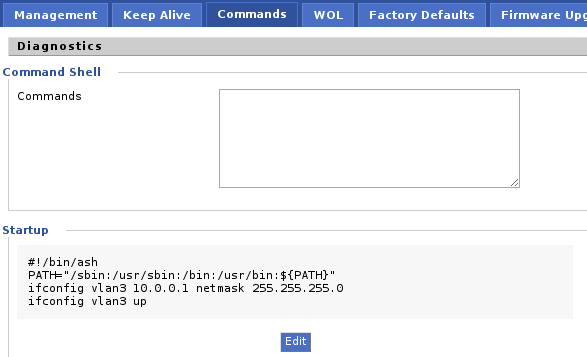 Management Keep Alive Commands WOL Factory Defaults Firmware Upg
Diagnostics
Command Shell
Commands
Startup
#!/bin/ash
PATH="/sbin:/usr/sbin:/bin:/usr/bin:${PATH}"
ifconfig vlan3 10.0.0.1 netmask 255.255.255.0
ifconfig vlan3 up
Edit